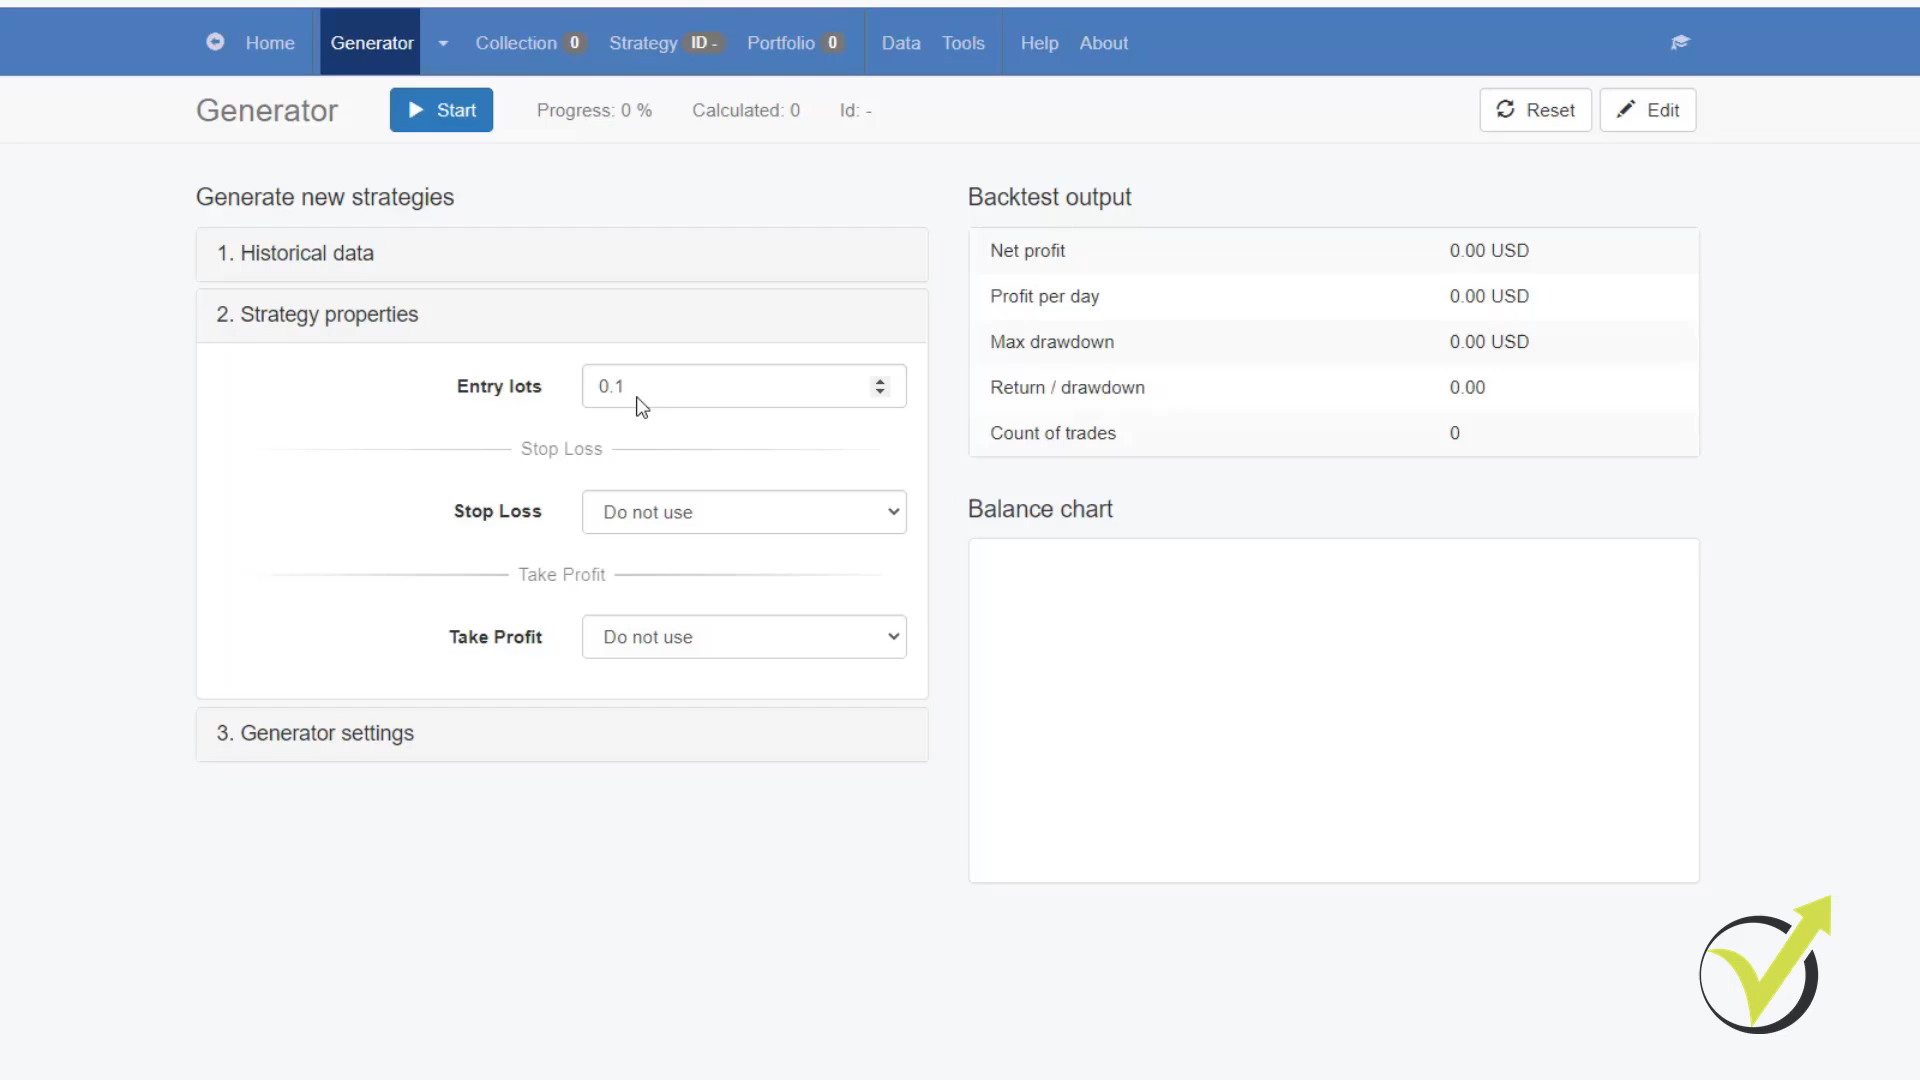 Home Generator Collection 0 Strategy ID - Portfolio 0 Data Tools Help About
Generator Start Progress: 0 % Calculated: 0 Id: - Reset Edit
Generate new strategies
1. Historical data
2. Strategy properties
Entry lots 0.1
Stop Loss
Stop Loss Do not use
Take Profit
Take Profit Do not use
3. Generator settings
Backtest output
Net profit 0.00 USD
Profit per day 0.00 USD
Max drawdown 0.00 USD
Return / drawdown 0.00
Count of trades 0
Balance chart